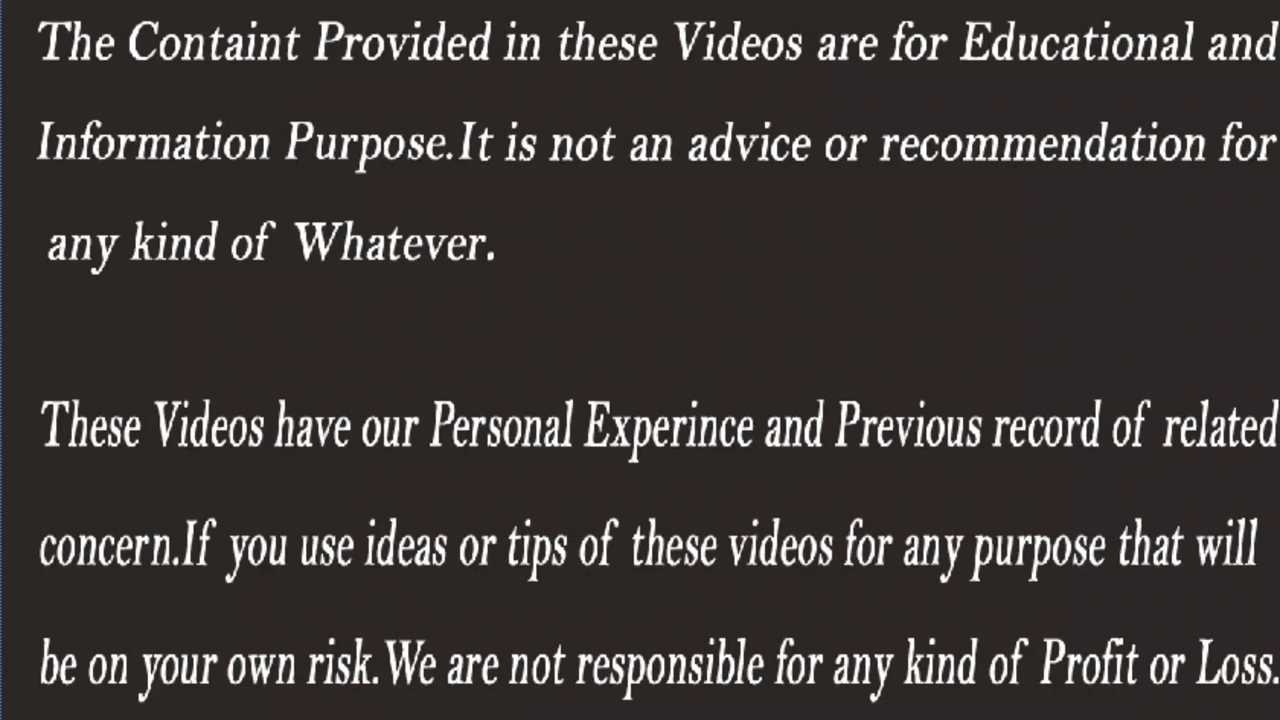 The Containt Provided in these Videos are for Educational and
Information Purpose.It is not an advice or recommendation for
any kind of Whatever.
These Videos have our Personal Experince and Previous record of related
concern.If you use ideas or tips of these videos for any purpose that will
be on your own risk.We are not responsible for any kind of Profit or Loss.